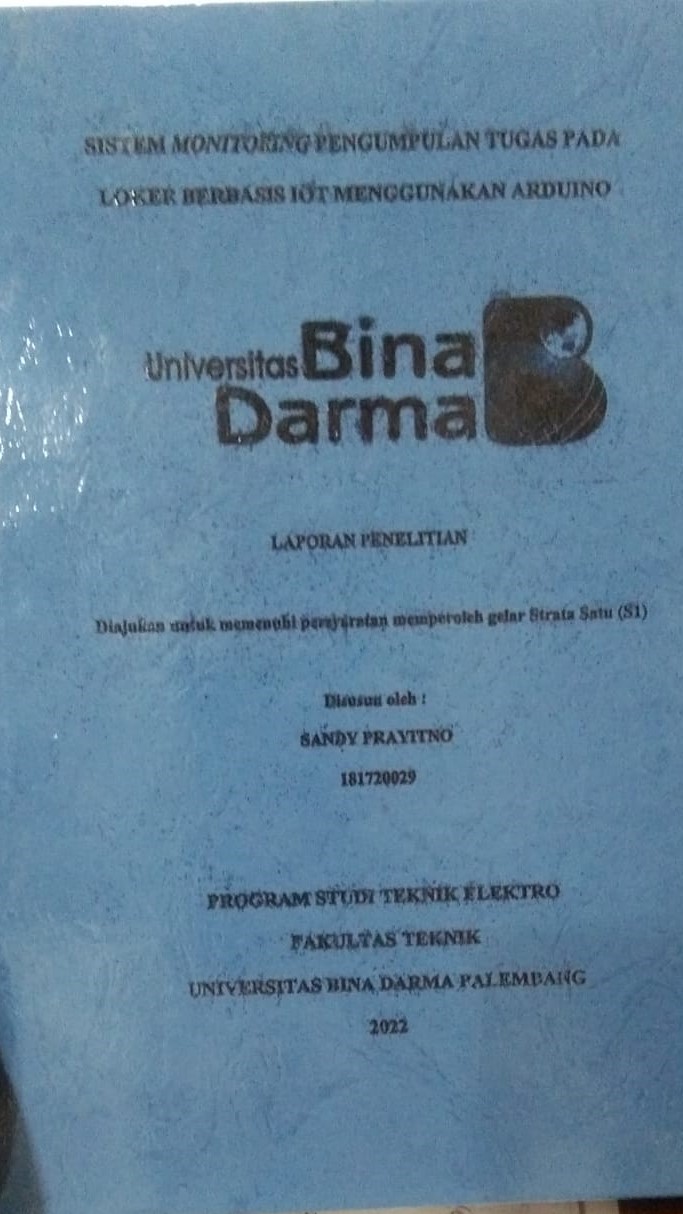 SISTEM MONITORING PENGUMPULAN TUGAS PADA
LOKER BERBASIS IOT MENGGUNAKAN ARDUINO
Universitas Bina
Darma
LAPORAN PENELITIAN
Diajukan untuk memenuhi persyaratan memperoleh gelar Strata Satu (S1)
Disusun oleh :
SANDY PRAYITNO
181720029
PROGRAM STUDI TEKNIK ELEKTRO
FAKULTAS TEKNIK
UNIVERSITAS BINA DARMA PALEMBANG
2022